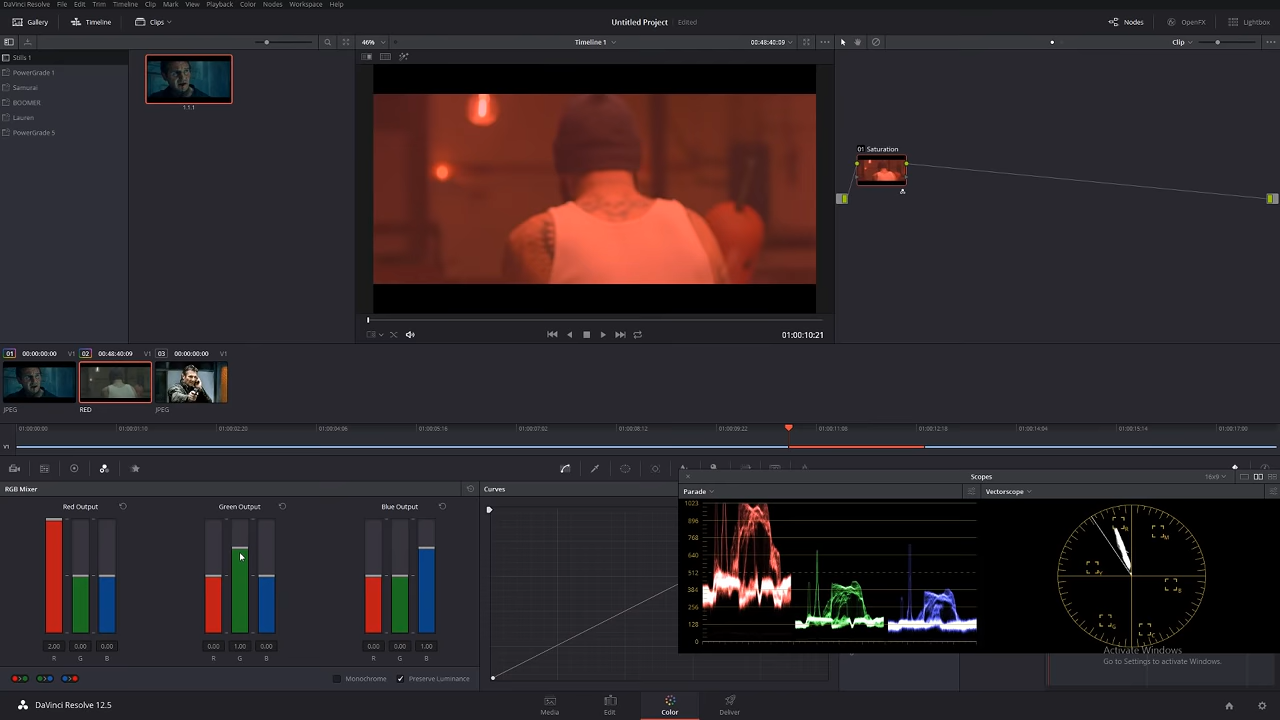 DaVinci Resolve File Edit Trim Timeline Clip Mark View Playback Color Nodes Workspace Help
Gallery Timeline Clips Untitled Project Edited Nodes OpenFX Lightbox
46% Timeline 1 00:48:40:09 Clip
Stills 1
PowerGrade 1
Samurai
BOOMER
Lauren
PowerGrade 5
1.1.1
01 Saturation
01:00:10:21
01 00:00:00:00 V1 02 00:48:40:09 V1 03 00:00:00:00 V1
JPEG RED JPEG
01:00:00:00 01:00:01:10 01:00:02:20 01:00:04:06 01:00:05:16 01:00:07:02 01:00:08:12 01:00:09:22 01:00:11:08 01:00:12:18 01:00:14:04 01:00:15:14 01:00:17:00
V1
Scopes 16x9
RGB Mixer Curves Parade Vectorscope
Red Output Green Output Blue Output
1023
896
768
640
512
384
256
128
0
2.00 0.00 0.00 0.00 1.00 0.00 0.00 0.00 1.00
R G B R G B R G B
Activate Windows
Go to Settings to activate Windows.
Monochrome Preserve Luminance
DaVinci Resolve 12.5 Media Edit Color Deliver